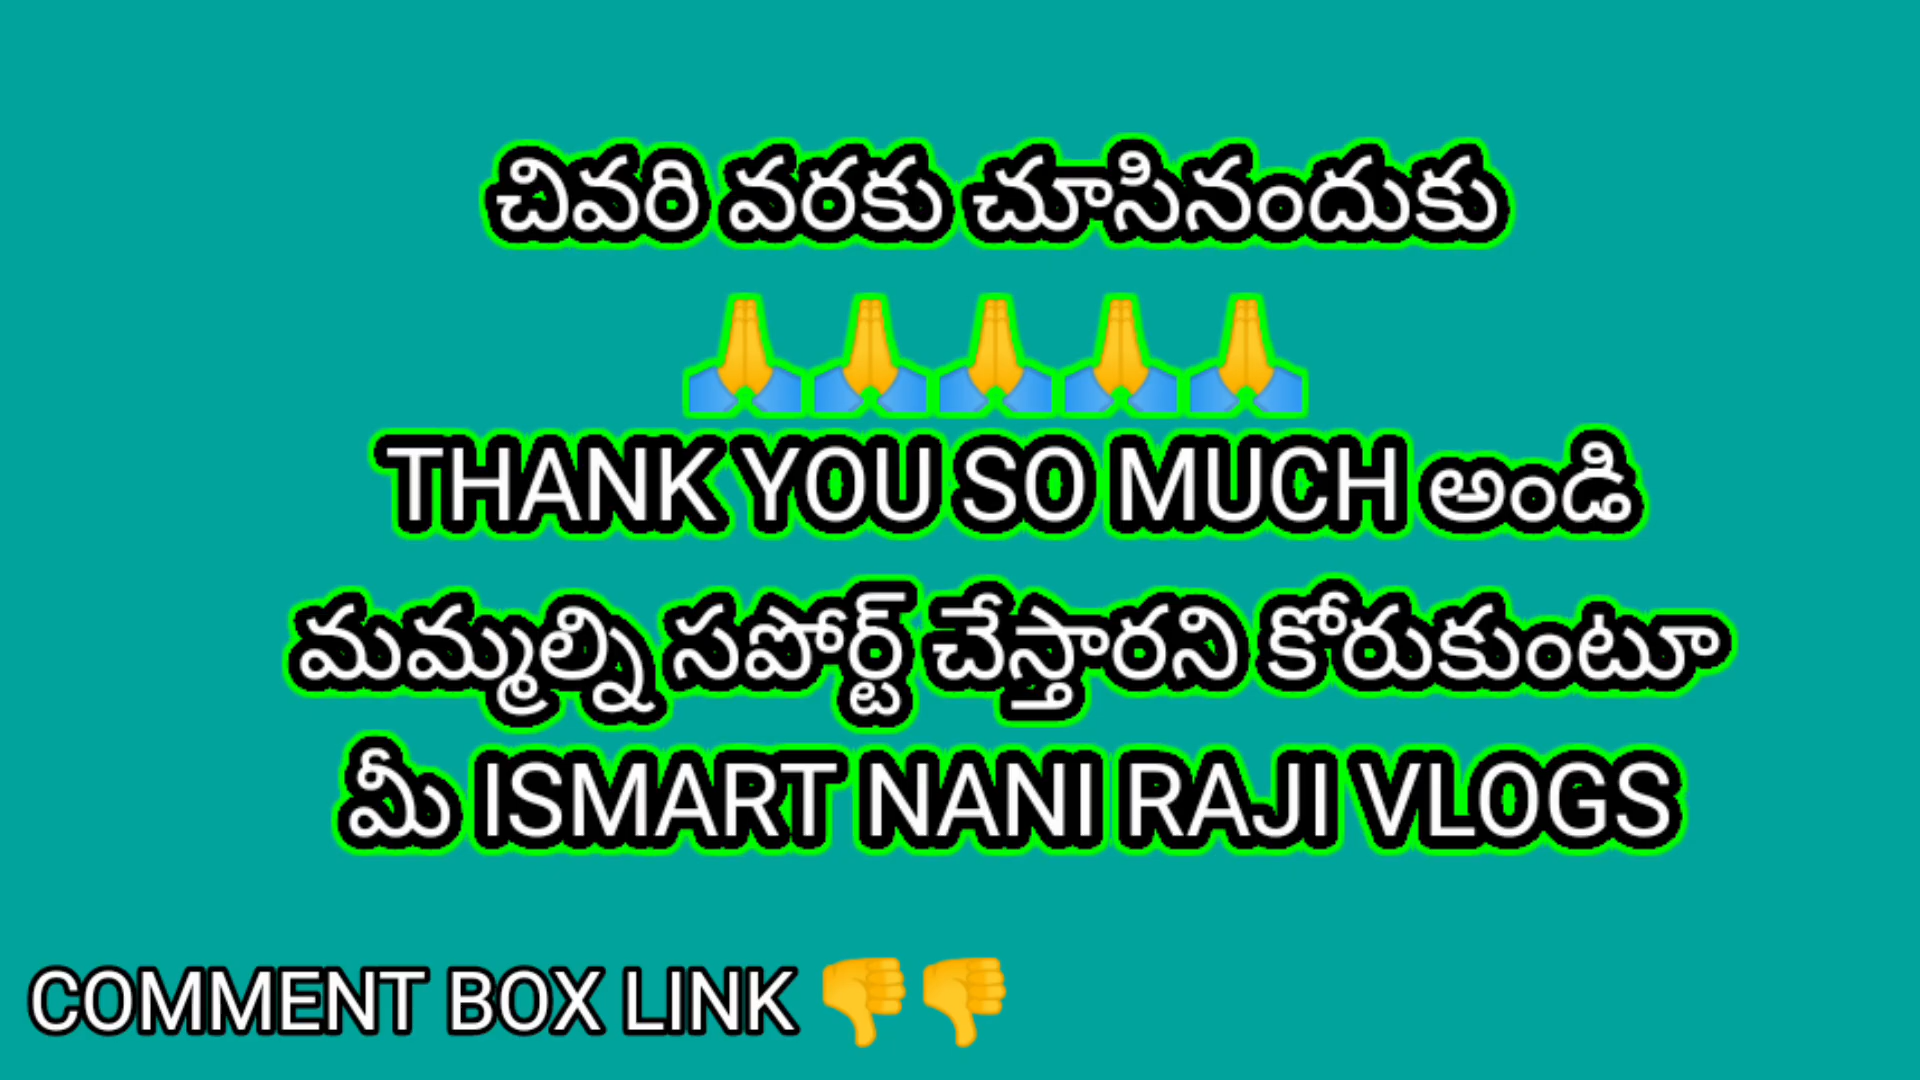 చివరి వరకు చూసినందుకు
🙏🙏🙏🙏🙏
THANK YOU SO MUCH అండి
మమ్మల్ని సపోర్ట్ చేస్తారని కోరుకుంటూ
మీ ISMART NANI RAJI VLOGS
COMMENT BOX LINK 👎👎